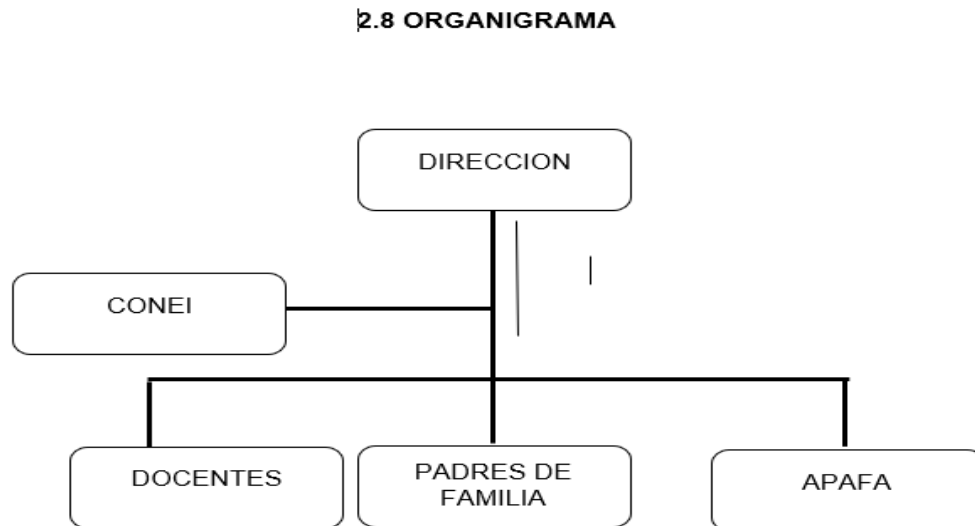 2.8 ORGANIGRAMA
DIRECCION
CONEI
DOCENTES
PADRES DE
FAMILIA
APAFA